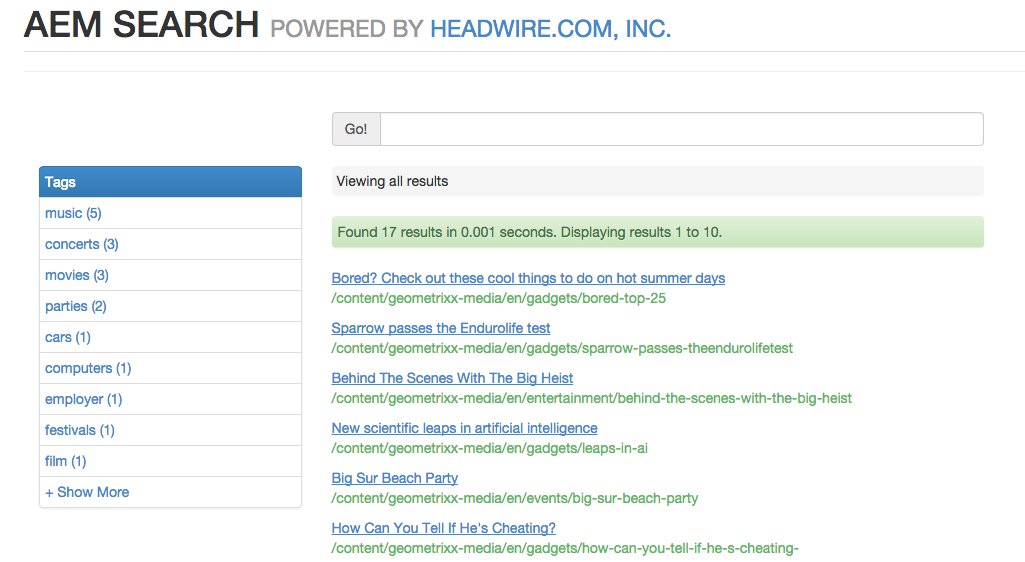 AEM SEARCH POWERED BY HEADWIRE.COM, INC.
Go!
Tags
music (5)
concerts (3)
movies (3)
parties (2)
cars (1)
computers (1)
employer (1)
festivals (1)
film (1)
+ Show More
Viewing all results
Found 17 results in 0.001 seconds. Displaying results 1 to 10.
Bored? Check out these cool things to do on hot summer days
/content/geometrixx-media/en/gadgets/bored-top-25
Sparrow passes the Endurolife test
/content/geometrixx-media/en/gadgets/sparrow-passes-theendurolifetest
Behind The Scenes With The Big Heist
/content/geometrixx-media/en/entertainment/behind-the-scenes-with-the-big-heist
New scientific leaps in artificial intelligence
/content/geometrixx-media/en/gadgets/leaps-in-ai
Big Sur Beach Party
/content/geometrixx-media/en/events/big-sur-beach-party
How Can You Tell If He's Cheating?
/content/geometrixx-media/en/gadgets/how-can-you-tell-if-he-s-cheating-